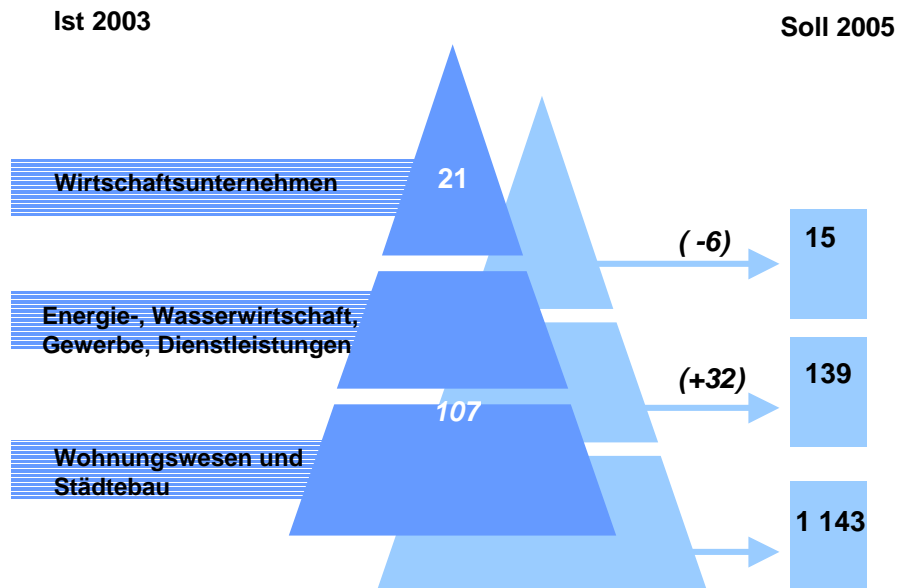 Ist 2003
Soll 2005
Wirtschaftsunternehmen
21
( -6)
15
Energie-, Wasserwirtschaft,
Gewerbe, Dienstleistungen
(+32)
139
107
Wohnungswesen und
Städtebau
1 143